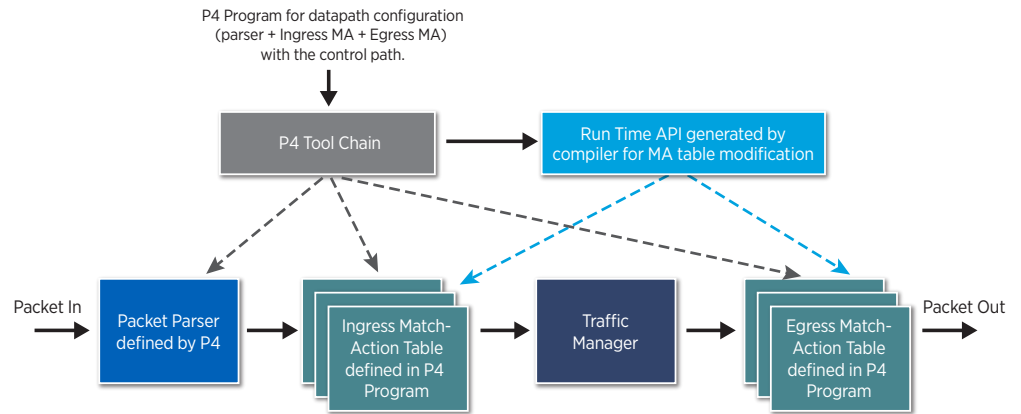 P4 Program for datapath configuration
(parser + Ingress MA + Egress MA)
with the control path.
P4 Tool Chain
Run Time API generated by
compiler for MA table modification
Packet In
Packet Parser
defined by P4
Ingress Match-
Action Table
defined in P4
Program
Traffic
Manager
Egress Match-
Action Table
defined in P4
Program
Packet Out